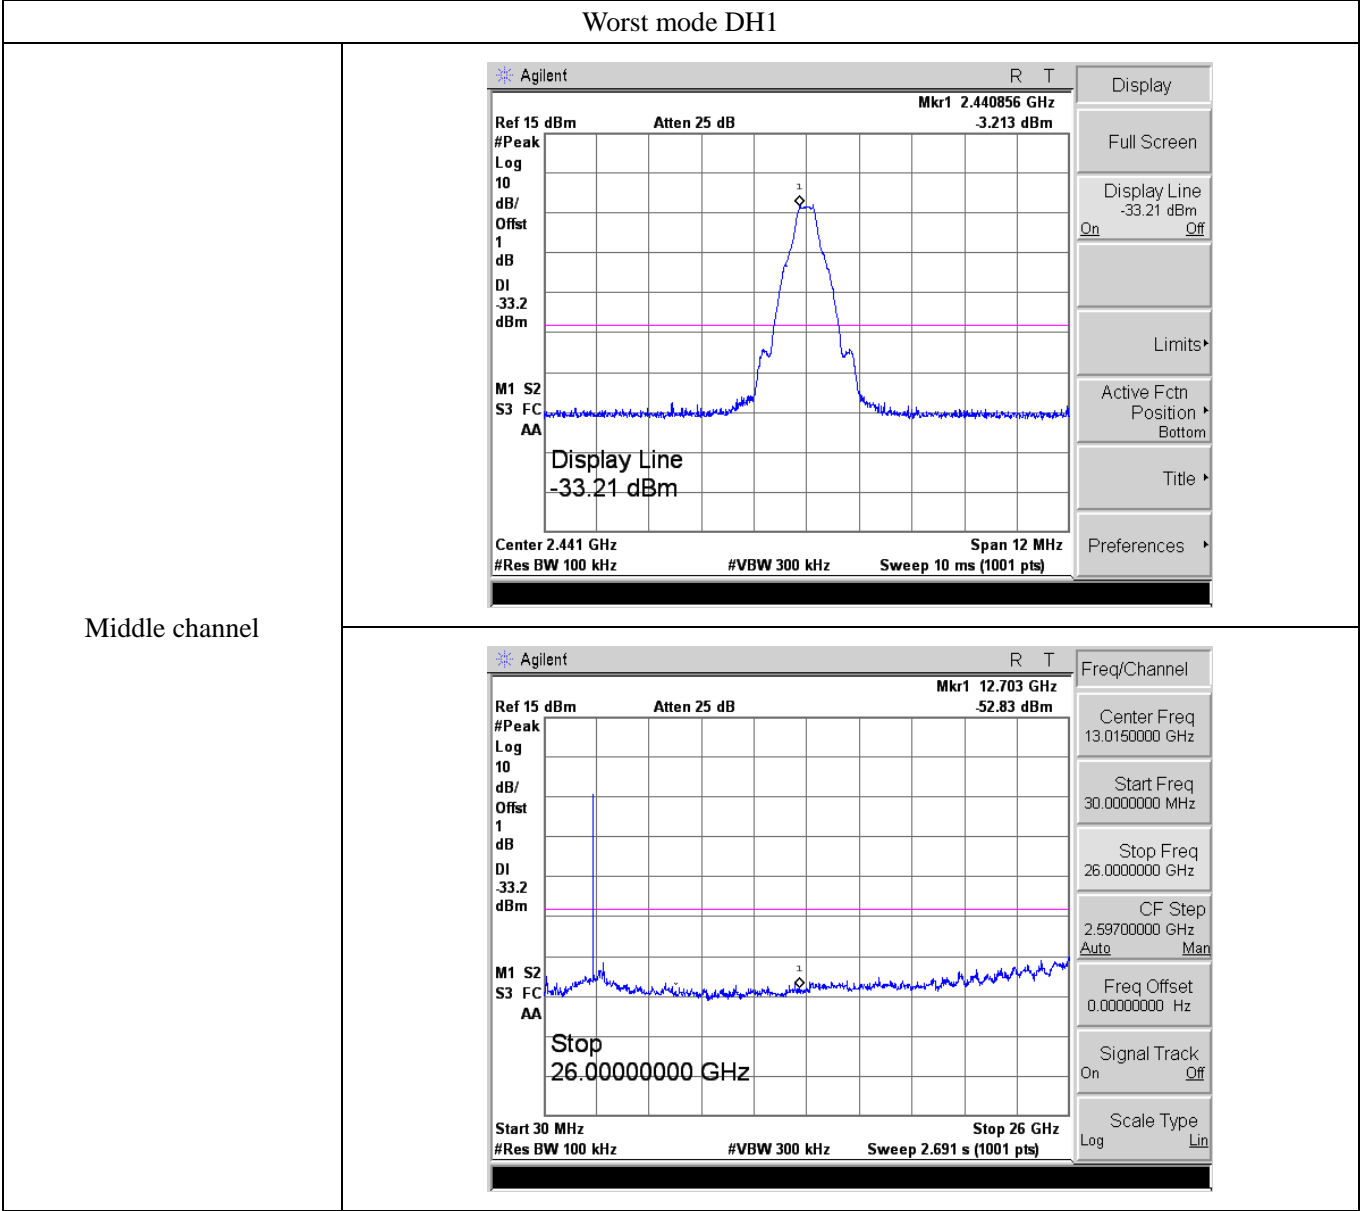 Worst mode DH1
Middle channel
Agilent R T
Mkr1 2.440856 GHz
Ref 15 dBm Atten 25 dB -3.213 dBm
#Peak
Log
10
dB/
Offst
1
dB
DI
-33.2
dBm
M1 S2
S3 FC
AA
1
Display Line
-33.21 dBm
Center 2.441 GHz Span 12 MHz
#Res BW 100 kHz #VBW 300 kHz Sweep 10 ms (1001 pts)
Display
Full Screen
Display Line
-33.21 dBm
On Off
Limits
Active Fctn
Position
Bottom
Title
Preferences
Agilent R T
Mkr1 12.703 GHz
Ref 15 dBm Atten 25 dB -52.83 dBm
#Peak
Log
10
dB/
Offst
1
dB
DI
-33.2
dBm
M1 S2
S3 FC
AA
1
Stop
26.00000000 GHz
Start 30 MHz Stop 26 GHz
#Res BW 100 kHz #VBW 300 kHz Sweep 2.691 s (1001 pts)
Freq/Channel
Center Freq
13.0150000 GHz
Start Freq
30.0000000 MHz
Stop Freq
26.0000000 GHz
CF Step
2.59700000 GHz
Auto Man
Freq Offset
0.00000000 Hz
Signal Track
On Off
Scale Type
Log Lin